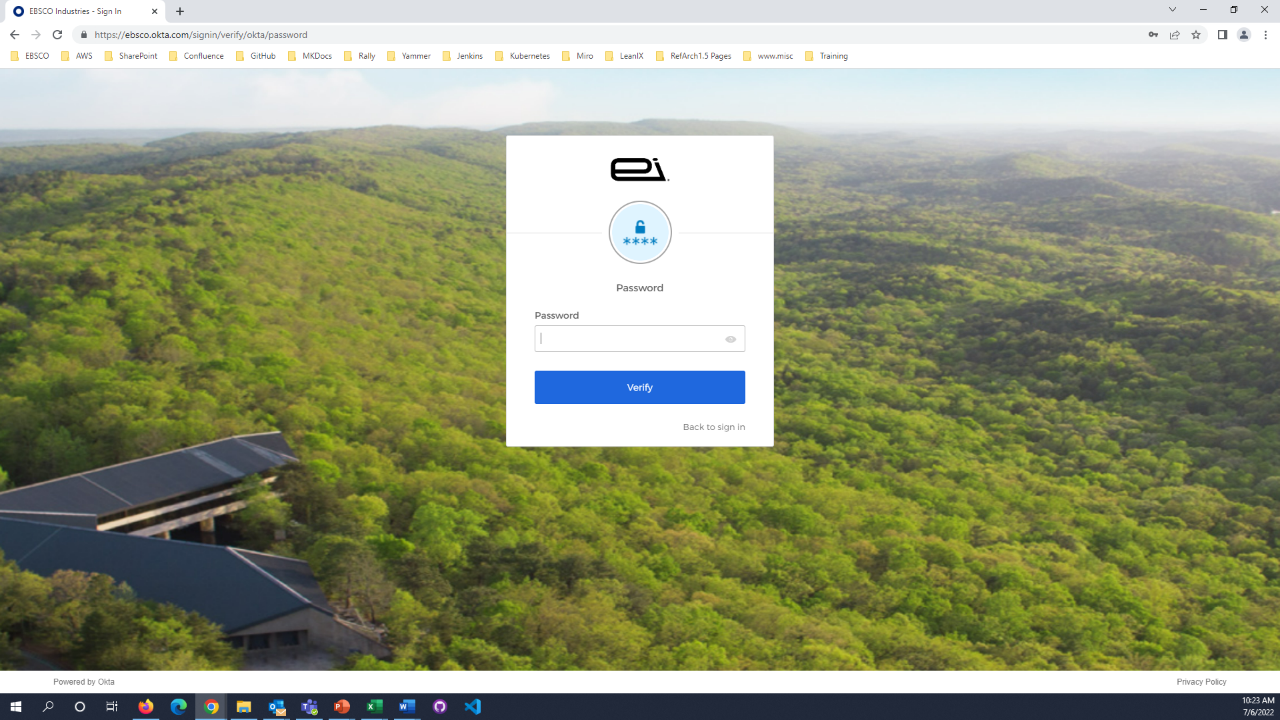 EBSCO Industries - Sign In
https://ebsco.okta.com/signin/verify/okta/password
EBSCO AWS SharePoint Confluence GitHub MKDocs Rally Yammer Jenkins Kubernetes Miro LeanIX RefArch1.5 Pages www.misc Training
ei
****
Password
Password
Verify
Back to sign in
Powered by Okta Privacy Policy
10:23 AM
7/6/2022